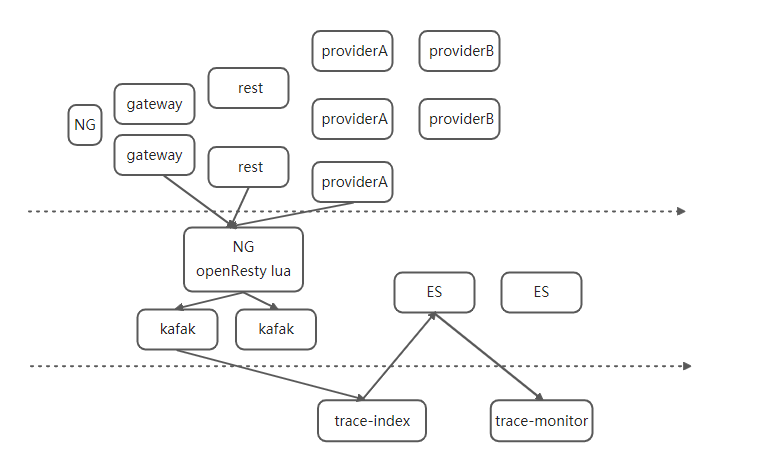 providerA
providerB
rest
gateway
NG
providerA
providerB
gateway
rest
providerA
NG
openResty lua
ES
ES
kafak
kafak
trace-index
trace-monitor